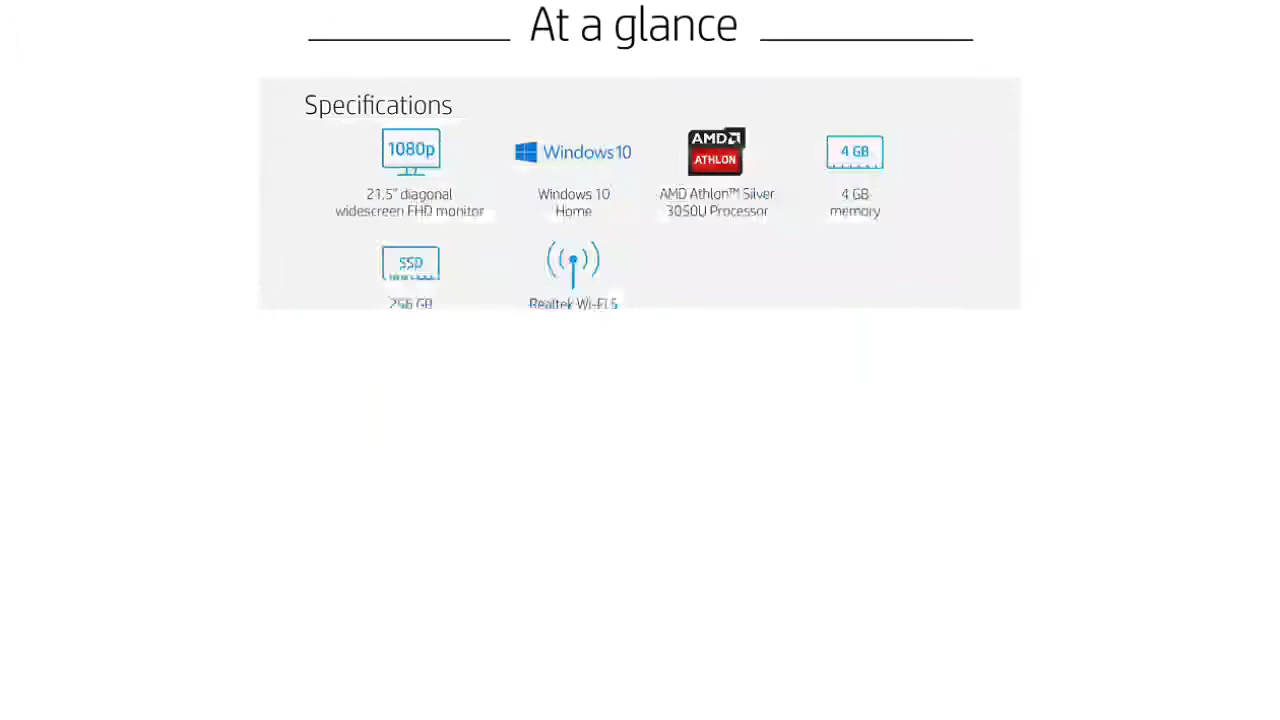 At a glance
Specifications
1080p
Windows10
AMD
ATHLON
4 GB
21.5" diagonal
widescreen FHD monitor
Windows 10
Home
AMD Athlon™ Silver
3050U Processor
4 GB
memory
SSD
256 GB
Realtek Wi-Fi 5